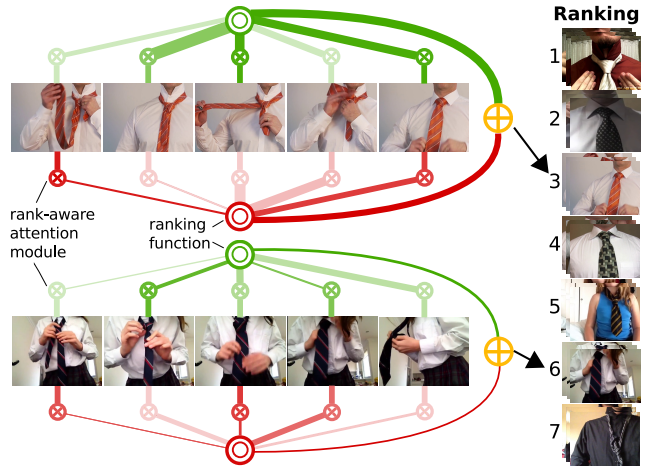 Ranking
1
2
3
4
5
6
7
rank-aware
attention
module
ranking
function